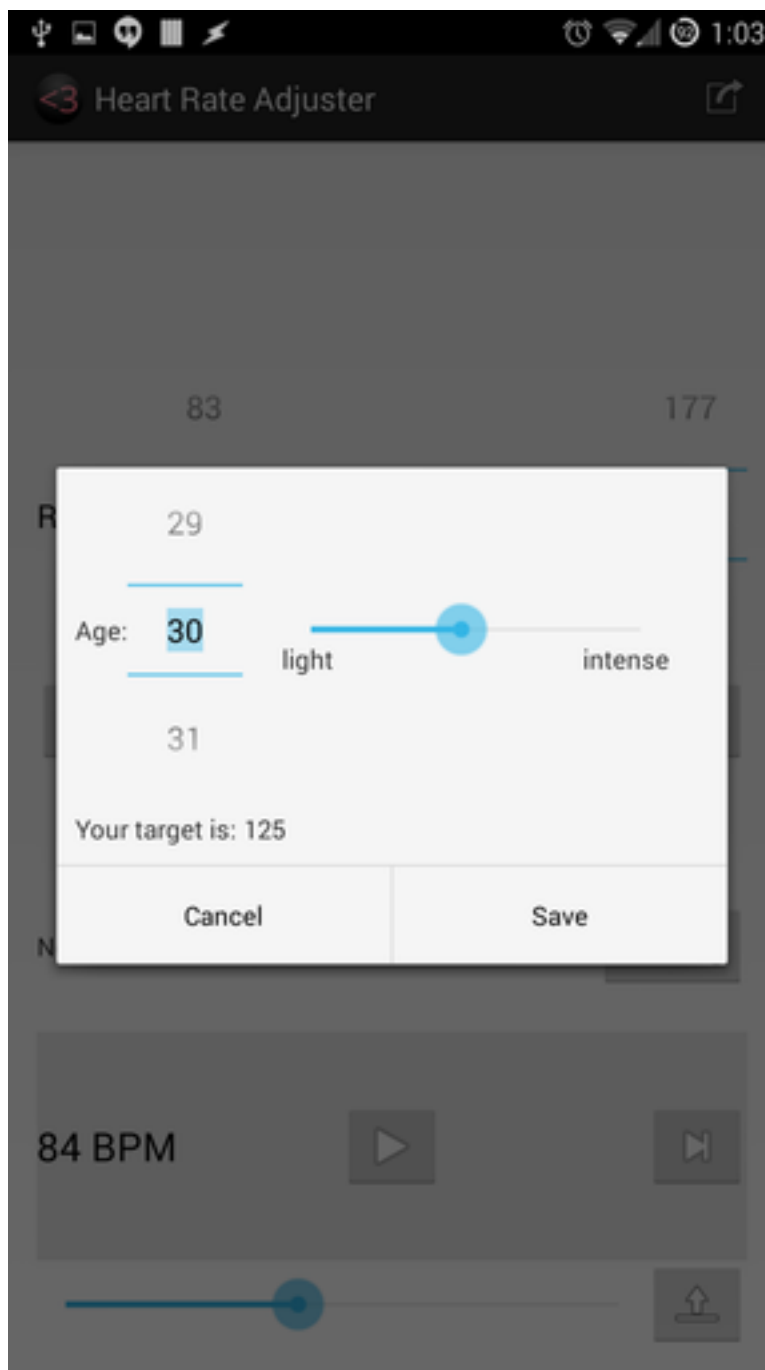 92 1:03
<3 Heart Rate Adjuster
83 177
R
29
Age: 30
light intense
31
Your target is: 125
Cancel Save
N
84 BPM